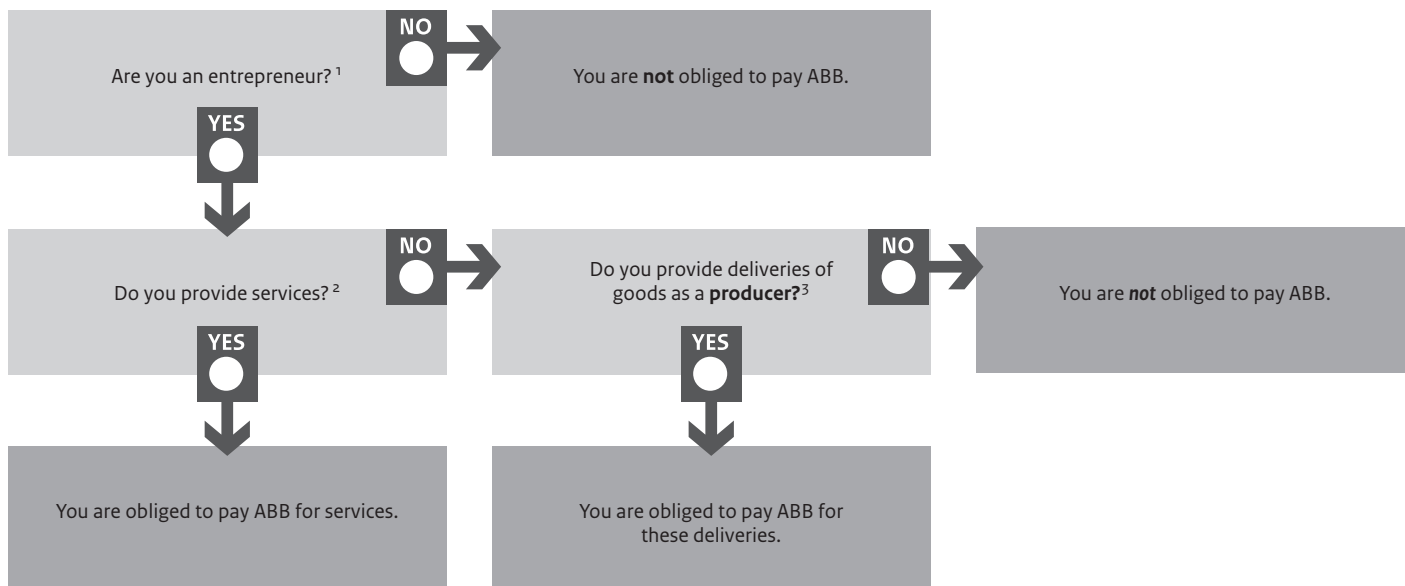 Are you an entrepreneur? ¹
NO
You are not obliged to pay ABB.
YES
Do you provide services? ²
NO
Do you provide deliveries of
goods as a producer?³
NO
You are not obliged to pay ABB.
YES
YES
You are obliged to pay ABB for services.
You are obliged to pay ABB for
these deliveries.